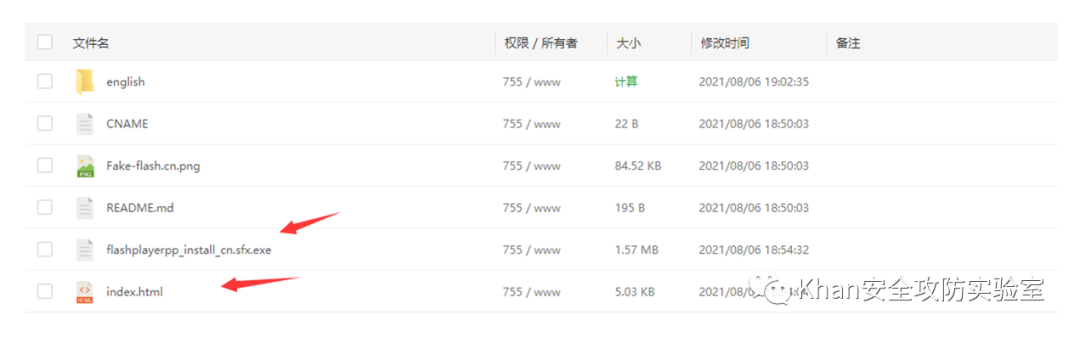 文件名 权限 / 所有者 大小 修改时间 备注
english 755 / www 计算 2021/08/06 19:02:35
CNAME 755 / www 22 B 2021/08/06 18:50:03
PNG Fake-flash.cn.png 755 / www 84.52 KB 2021/08/06 18:50:03
README.md 755 / www 195 B 2021/08/06 18:50:03
flashplayerpp_install_cn.sfx.exe 755 / www 1.57 MB 2021/08/06 18:54:32
HTML index.html 755 / www 5.03 KB
Khan安全攻防实验室